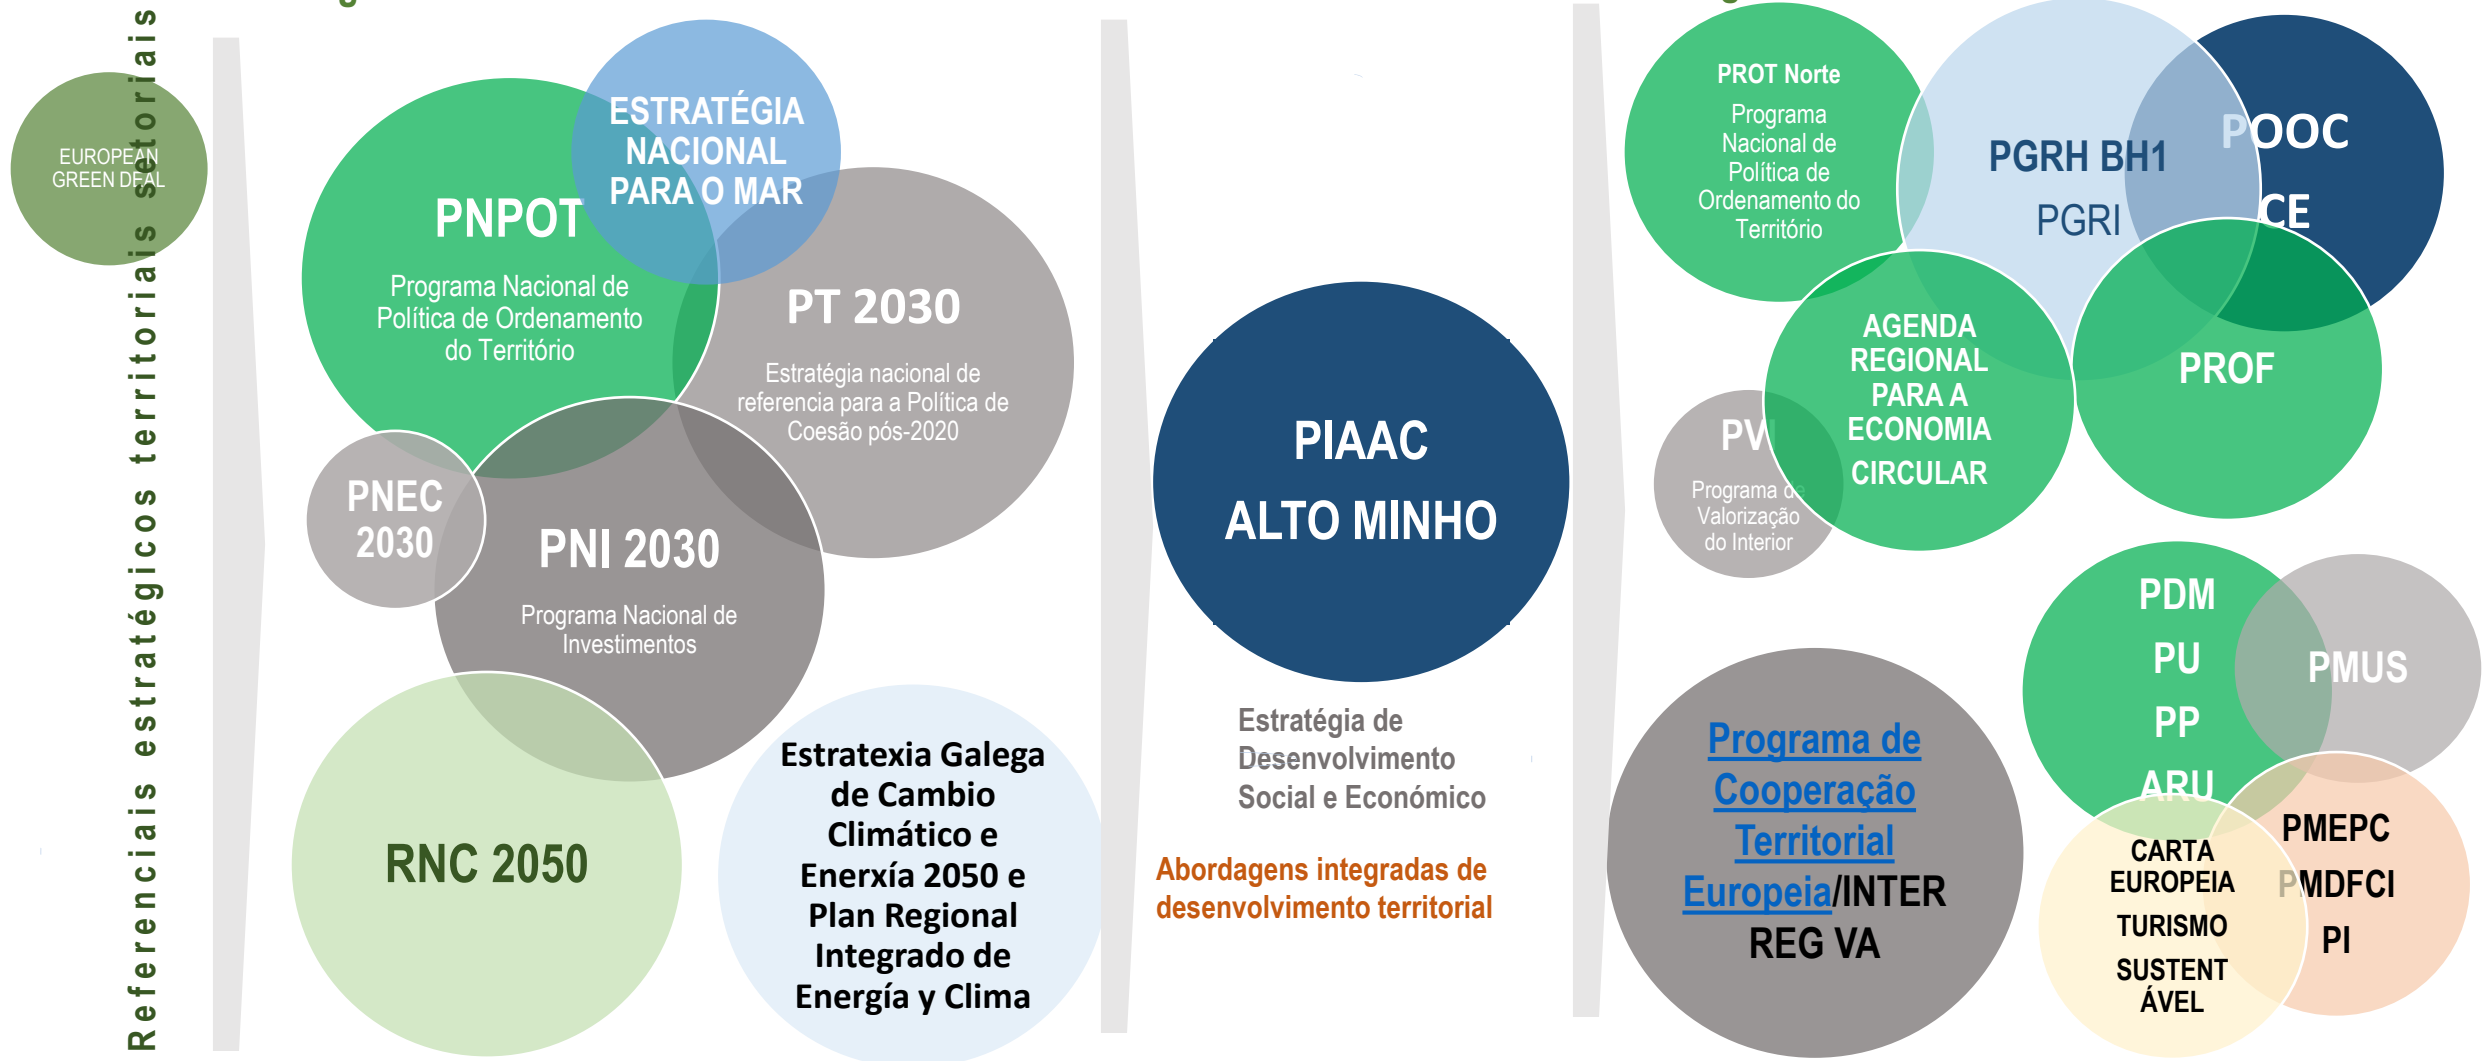 Referenciais estratégicos territoriais setoriais
EUROPEAN
GREEN DEAL
ESTRATÉGIA
NACIONAL
PARA O MAR
PNPOT
Programa Nacional de
Política de Ordenamento
do Território
PT 2030
Estratégia nacional de
referencia para a Política de
Coesão pós-2020
PNEC
2030
PNI 2030
Programa Nacional de
Investimentos
RNC 2050
Estratexia Galega
de Cambio
Climático e
Enerxía 2050 e
Plan Regional
Integrado de
Energía y Clima
PIAAC
ALTO MINHO
Estratégia de
Desenvolvimento
Social e Económico
Abordagens integradas de
desenvolvimento territorial
PROT Norte
Programa
Nacional de
Política de
Ordenamento do
Território
PGRH BH1
PGRI
POOC
CE
AGENDA
REGIONAL
PARA A
ECONOMIA
CIRCULAR
PROF
PVI
Programa de
Valorização
do Interior
Programa de
Cooperação
Territorial
Europeia/INTER
REG VA
PDM
PU
PP
ARU
PMUS
CARTA
EUROPEIA
TURISMO
SUSTENT
ÁVEL
PMEPC
PMDFCI
PI